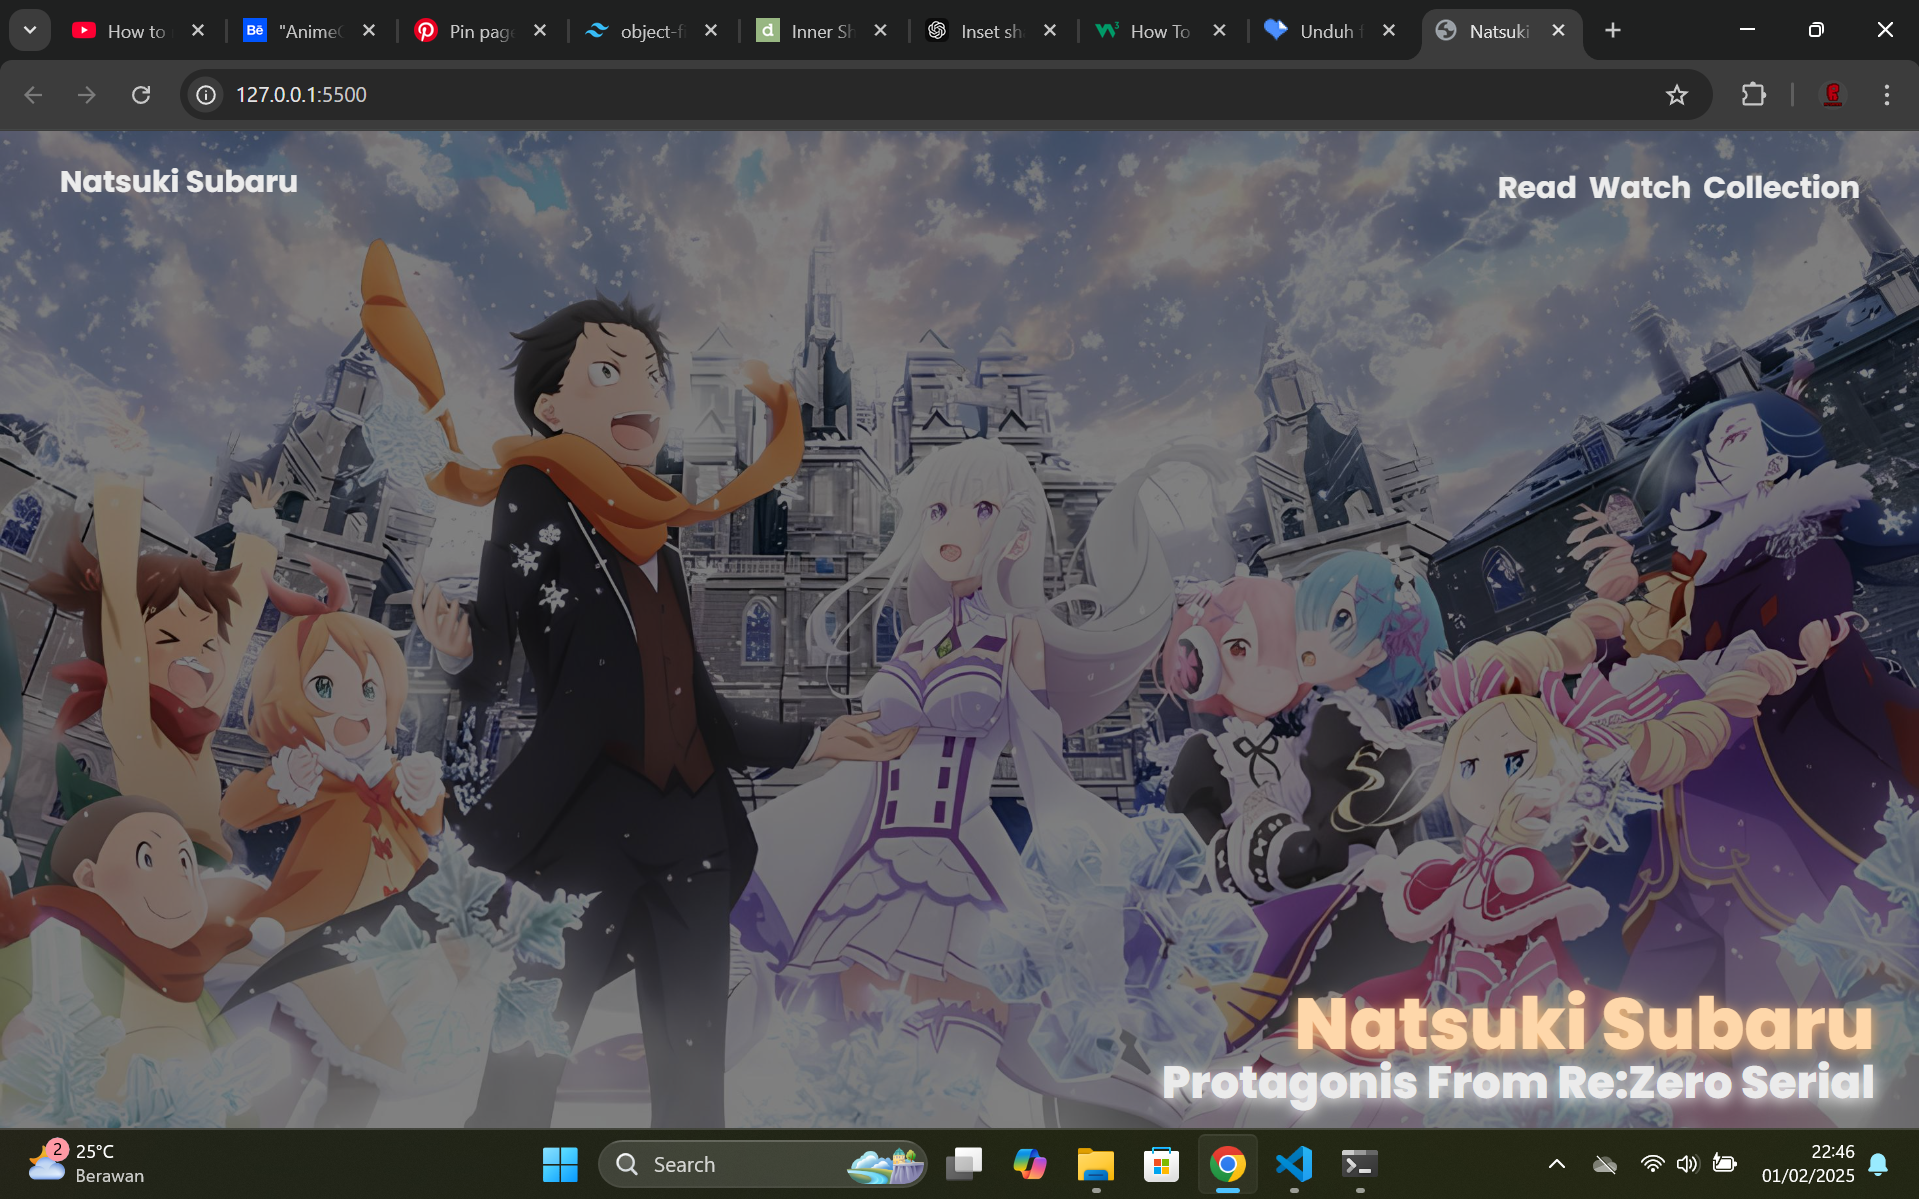 How to
"Anime
Pin page
object-fi
Inner Sh
Inset sh
How To
Unduh f
Natsuki
127.0.0.1:5500
Natsuki Subaru
Read Watch Collection
Natsuki Subaru
Protagonis From Re:Zero Serial
2
25°C
Berawan
Search
22:46
01/02/2025